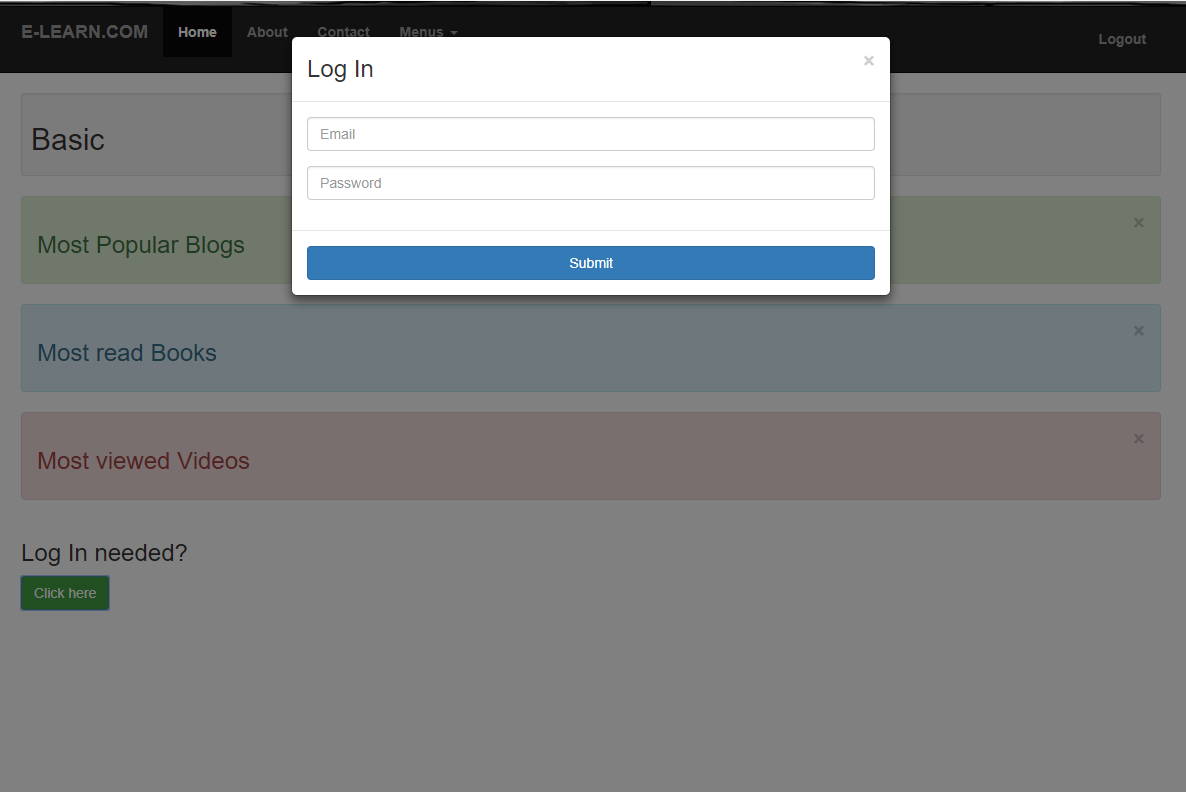 E-LEARN.COM Home About Contact Menus Logout
Log In ×
Email
Password
Submit
Basic
Most Popular Blogs ×
Most read Books ×
Most viewed Videos ×
Log In needed?
Click here